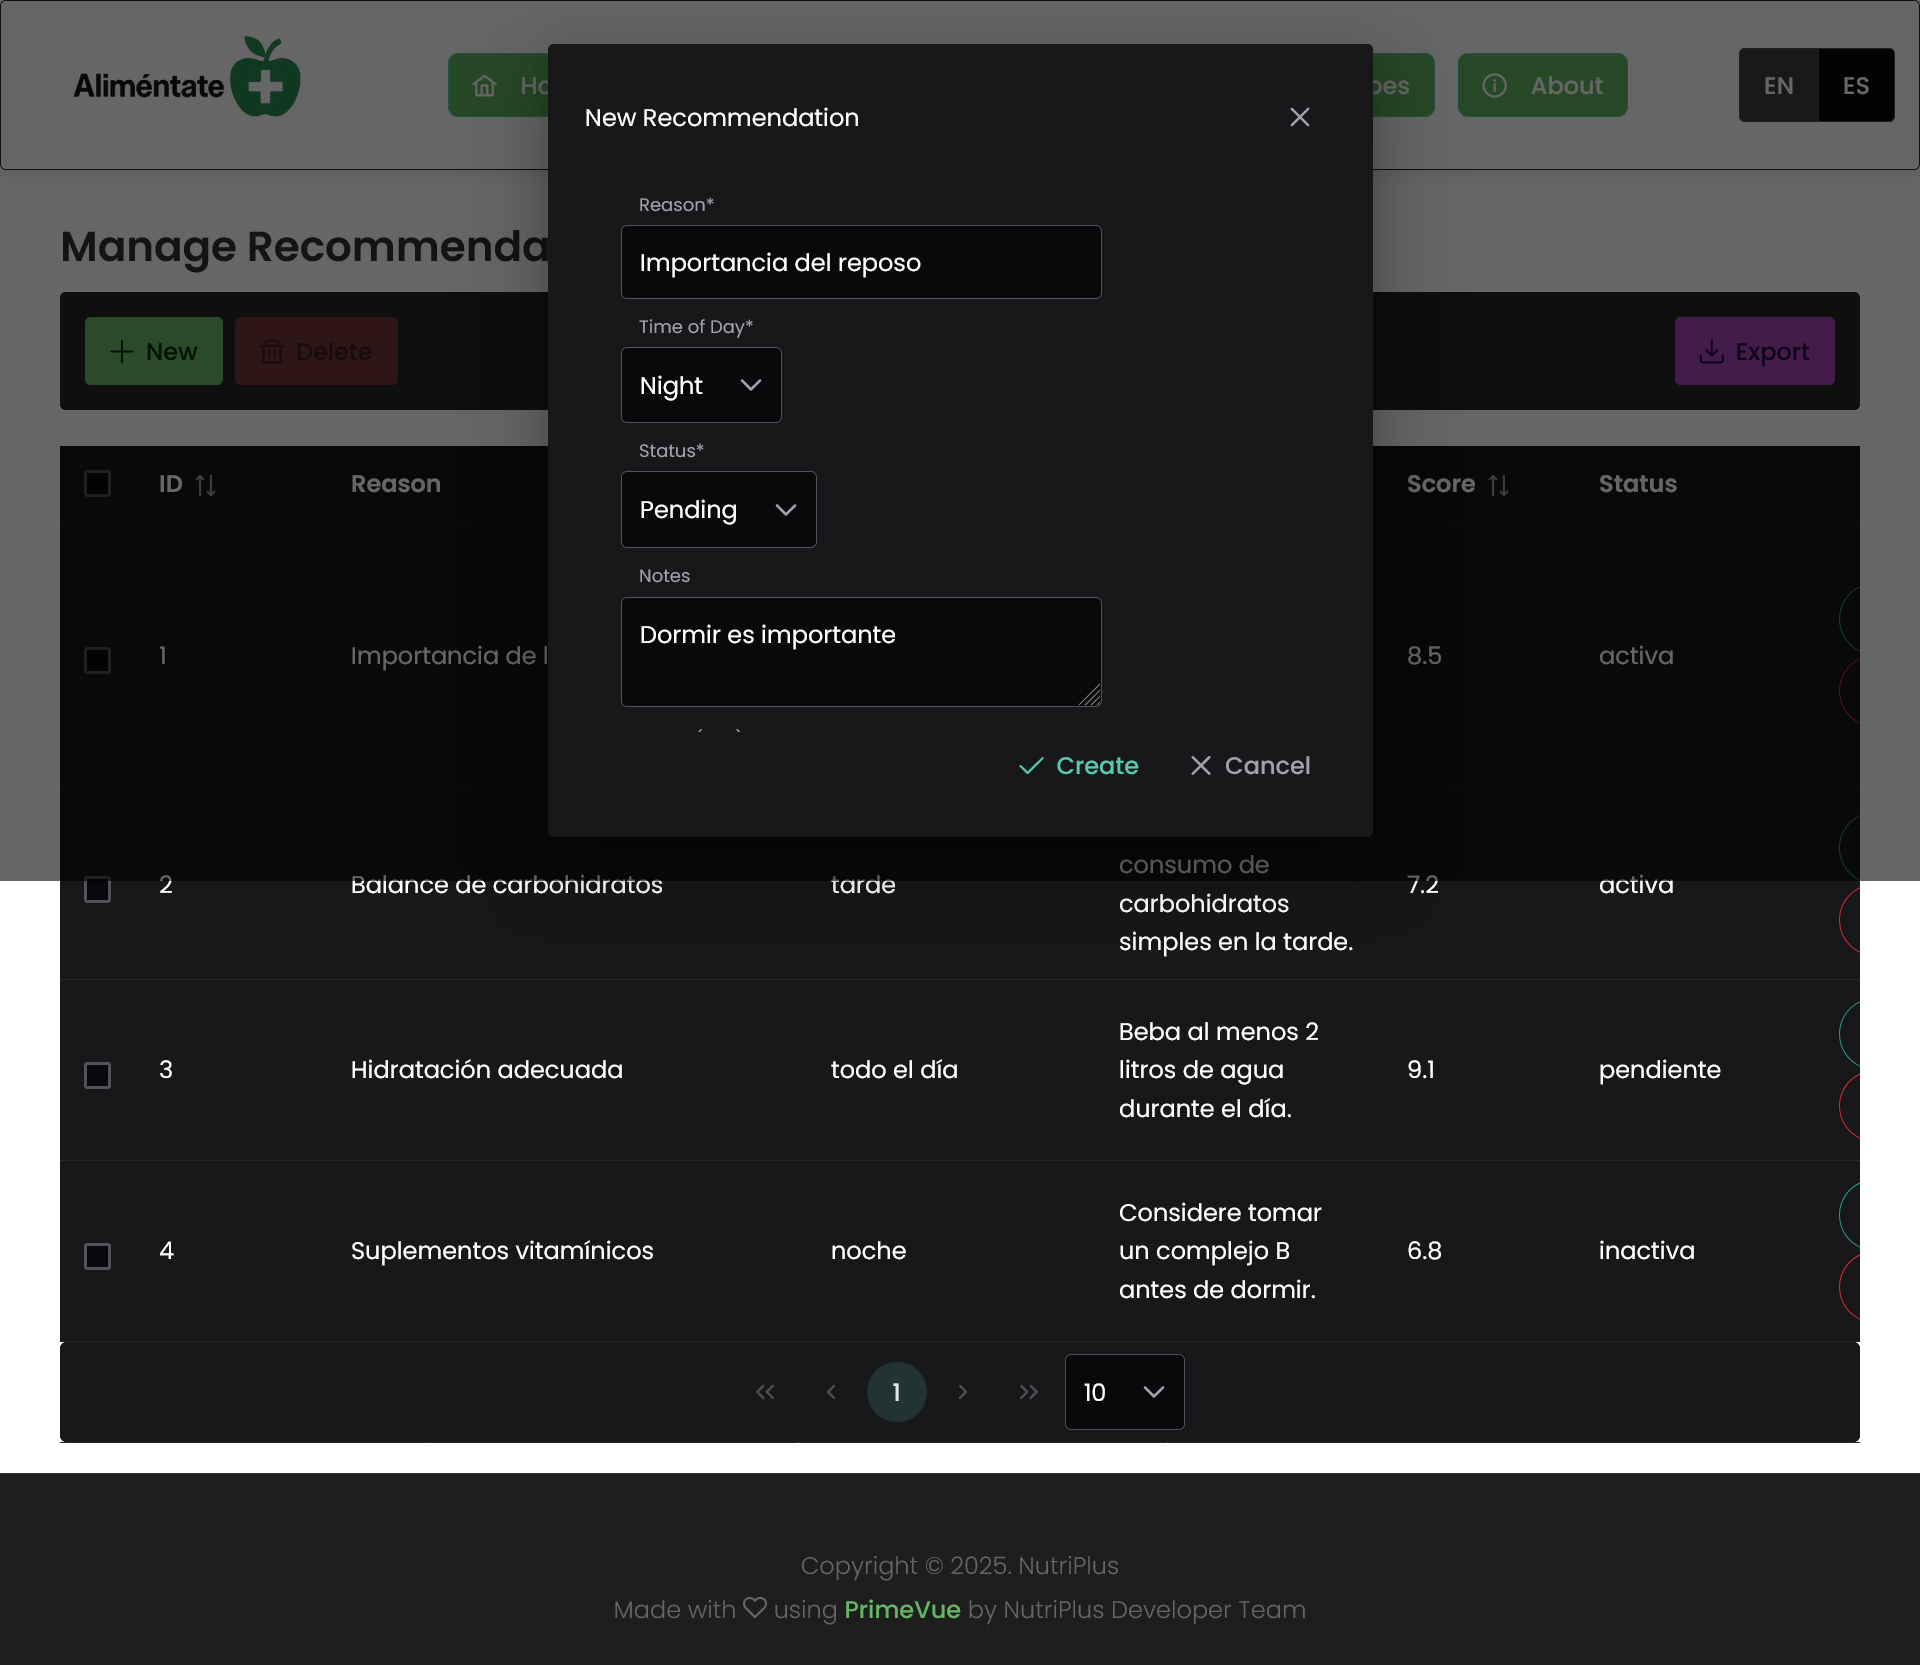 Aliméntate
About
EN
ES
New Recommendation
Reason*
Importancia del reposo
Time of Day*
Night
Status*
Pending
Notes
Dormir es importante
Create
Cancel
Manage
New
Delete
Export
ID
Reason
Score
Status
1
Importancia de
8.5
activa
2
Balance de carbohidratos
tarde
consumo de
carbohidratos
simples en la tarde.
7.2
activa
3
Hidratación adecuada
todo el día
Beba al menos 2
litros de agua
durante el día.
9.1
pendiente
4
Suplementos vitamínicos
noche
Considere tomar
un complejo B
antes de dormir.
6.8
inactiva
1
10
Copyright © 2025. NutriPlus
Made with ♡ using PrimeVue by NutriPlus Developer Team